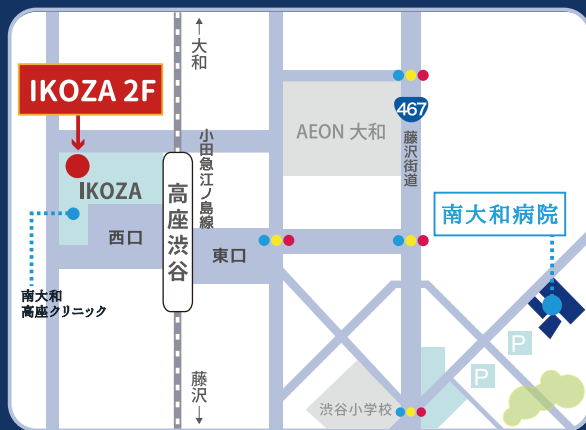 ↑
大和
IKOZA 2F
467
AEON 大和
藤沢街道
小田急江ノ島線
IKOZA
高座渋谷
南大和病院
西口
東口
南大和
高座クリニック
P
P
藤沢
↓
渋谷小学校